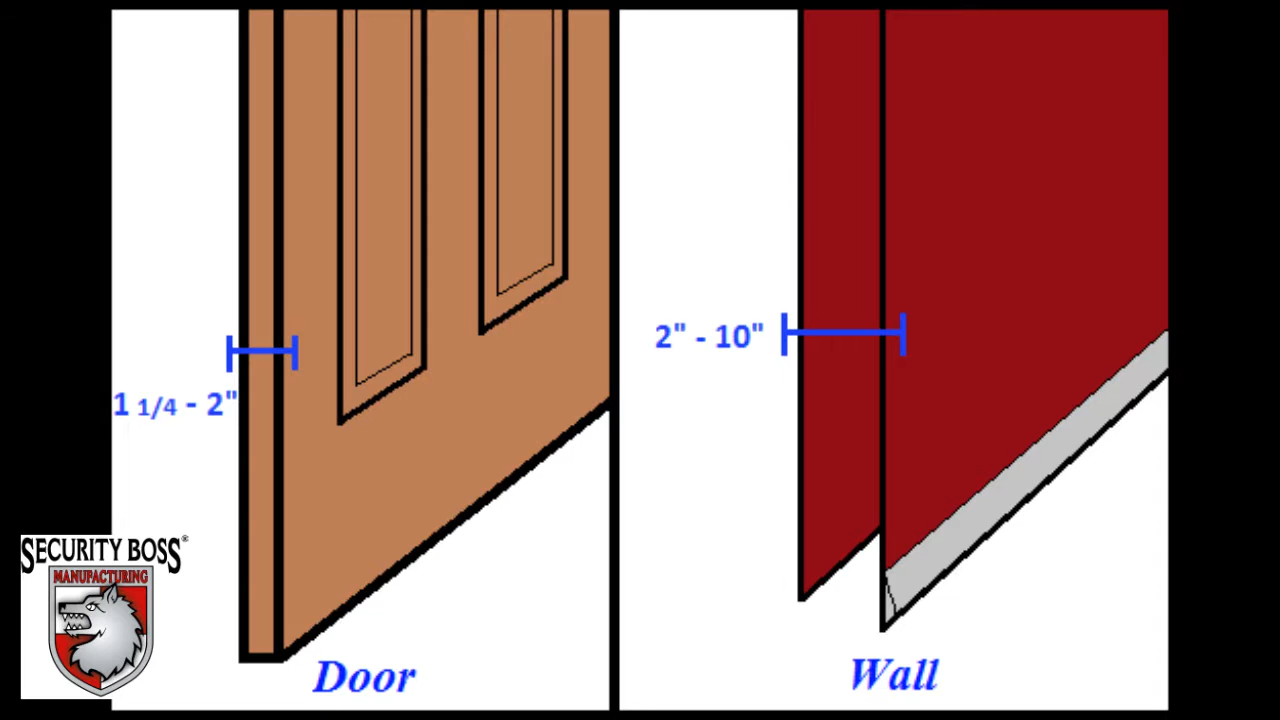 2" - 10"
1 1/4 - 2"
SECURITY BOSS®
MANUFACTURING
Door
Wall